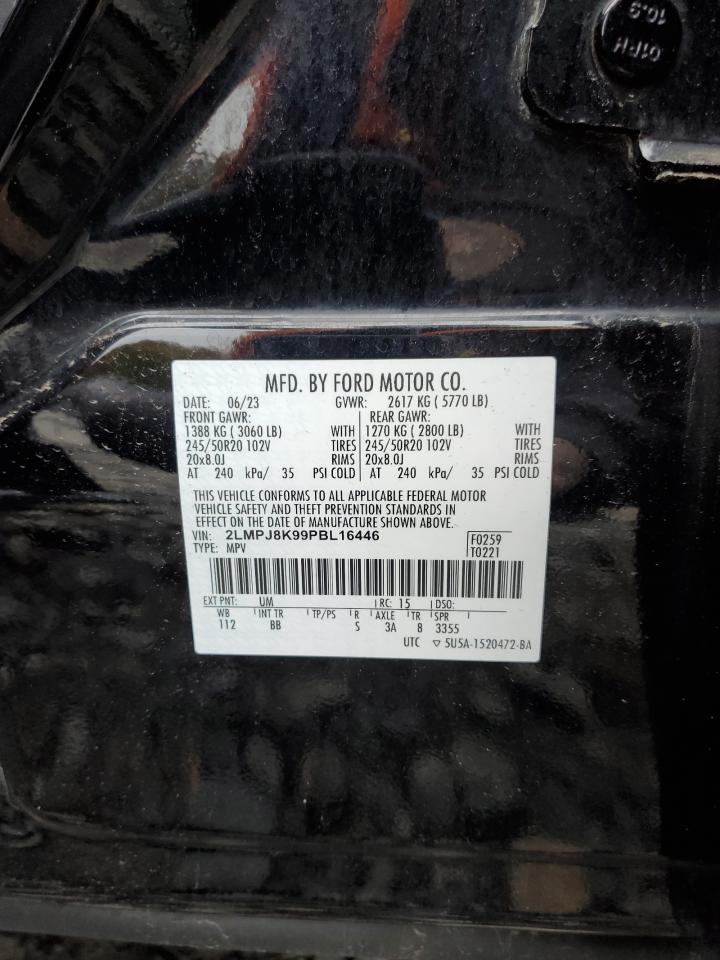 10.9
01FH
MFD. BY FORD MOTOR CO.
DATE: 06/23 GVWR: 2617 KG ( 5770 LB)
FRONT GAWR: REAR GAWR:
1388 KG ( 3060 LB) WITH 1270 KG ( 2800 LB) WITH
245/50R20 102V TIRES 245/50R20 102V TIRES
20x8.0J RIMS 20x8.0J RIMS
AT 240 kPa/ 35 PSI COLD AT 240 kPa/ 35 PSI COLD
THIS VEHICLE CONFORMS TO ALL APPLICABLE FEDERAL MOTOR
VEHICLE SAFETY AND THEFT PREVENTION STANDARDS IN
EFFECT ON THE DATE OF MANUFACTURE SHOWN ABOVE.
VIN: 2LMPJ8K99PBL16446 F0259
TYPE: MPV T0221
EXT PNT: UM RC: 15 DSO:
WB INT TR TP/PS R AXLE TR SPR
112 BB S 3A 8 3355
UTC ▽ 5U5A-1520472-BA